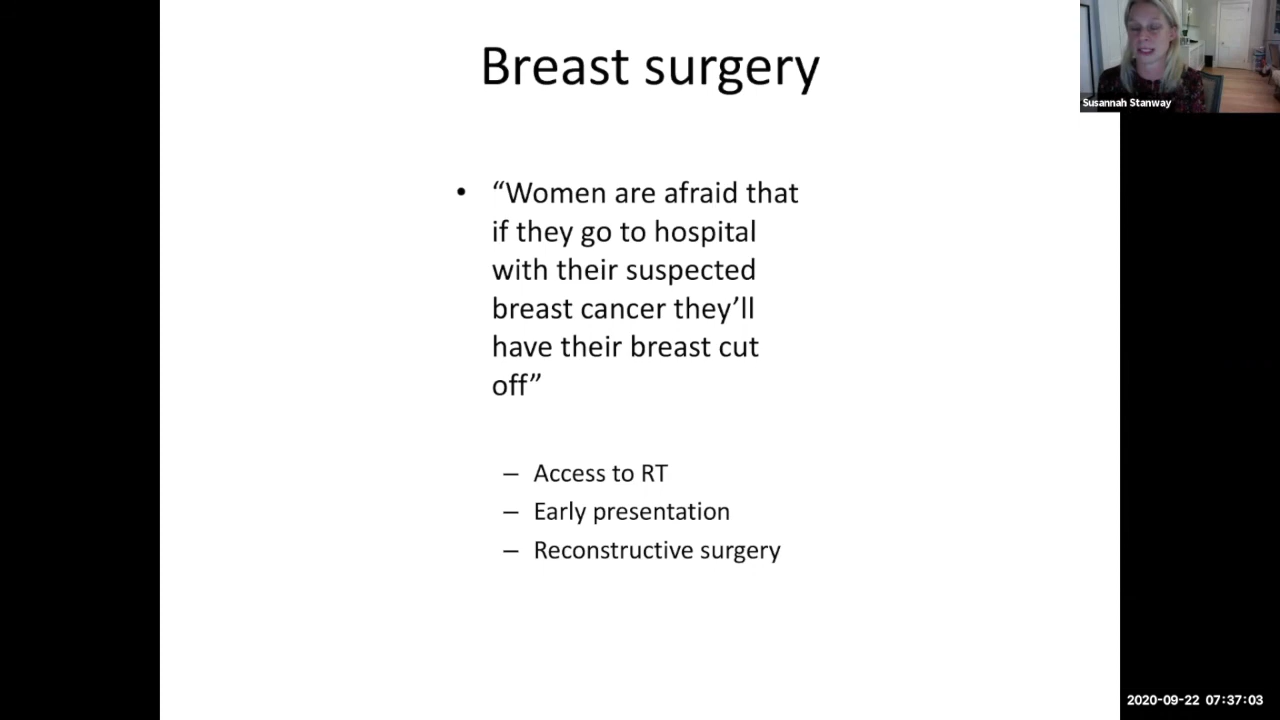 Breast surgery
Susannah Stanway
• “Women are afraid that
if they go to hospital
with their suspected
breast cancer they’ll
have their breast cut
off”
– Access to RT
– Early presentation
– Reconstructive surgery
2020-09-22 07:37:03